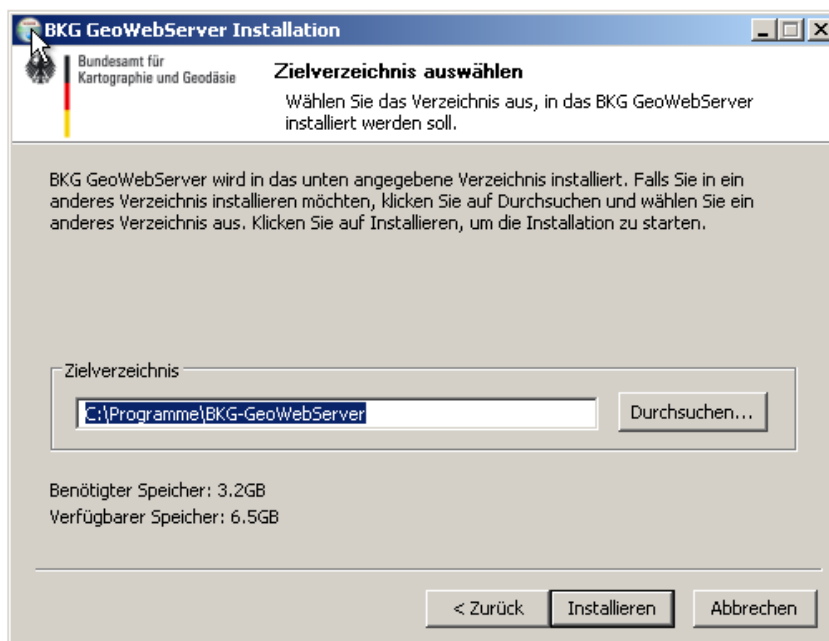 BKG GeoWebServer Installation
Bundesamt für
Kartographie und Geodäsie
Zielverzeichnis auswählen
Wählen Sie das Verzeichnis aus, in das BKG GeoWebServer
installiert werden soll.
BKG GeoWebServer wird in das unten angegebene Verzeichnis installiert. Falls Sie in ein
anderes Verzeichnis installieren möchten, klicken Sie auf Durchsuchen und wählen Sie ein
anderes Verzeichnis aus. Klicken Sie auf Installieren, um die Installation zu starten.
Zielverzeichnis
C:\Programme\BKG-GeoWebServer
Durchsuchen...
Benötigter Speicher: 3.2GB
Verfügbarer Speicher: 6.5GB
< Zurück
Installieren
Abbrechen